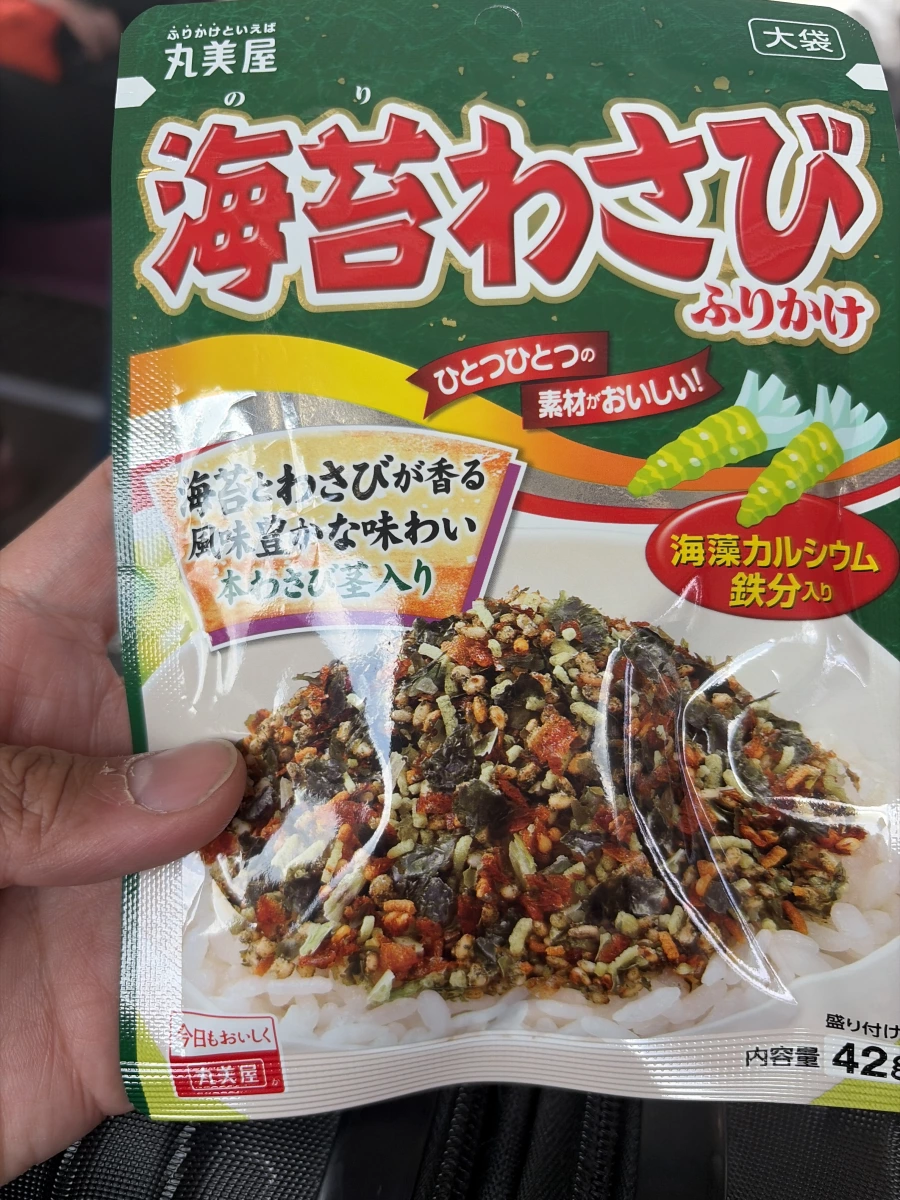 ふりかけといえば
丸美屋
大袋
のり
海苔わさび
ふりかけ
ひとつひとつの
素材がおいしい!
海苔とわさびが香る
風味豊かな味わい
本わさび茎入り
海藻カルシウム
鉄分入り
今日もおいしく
丸美屋
盛り付け
内容量 42g